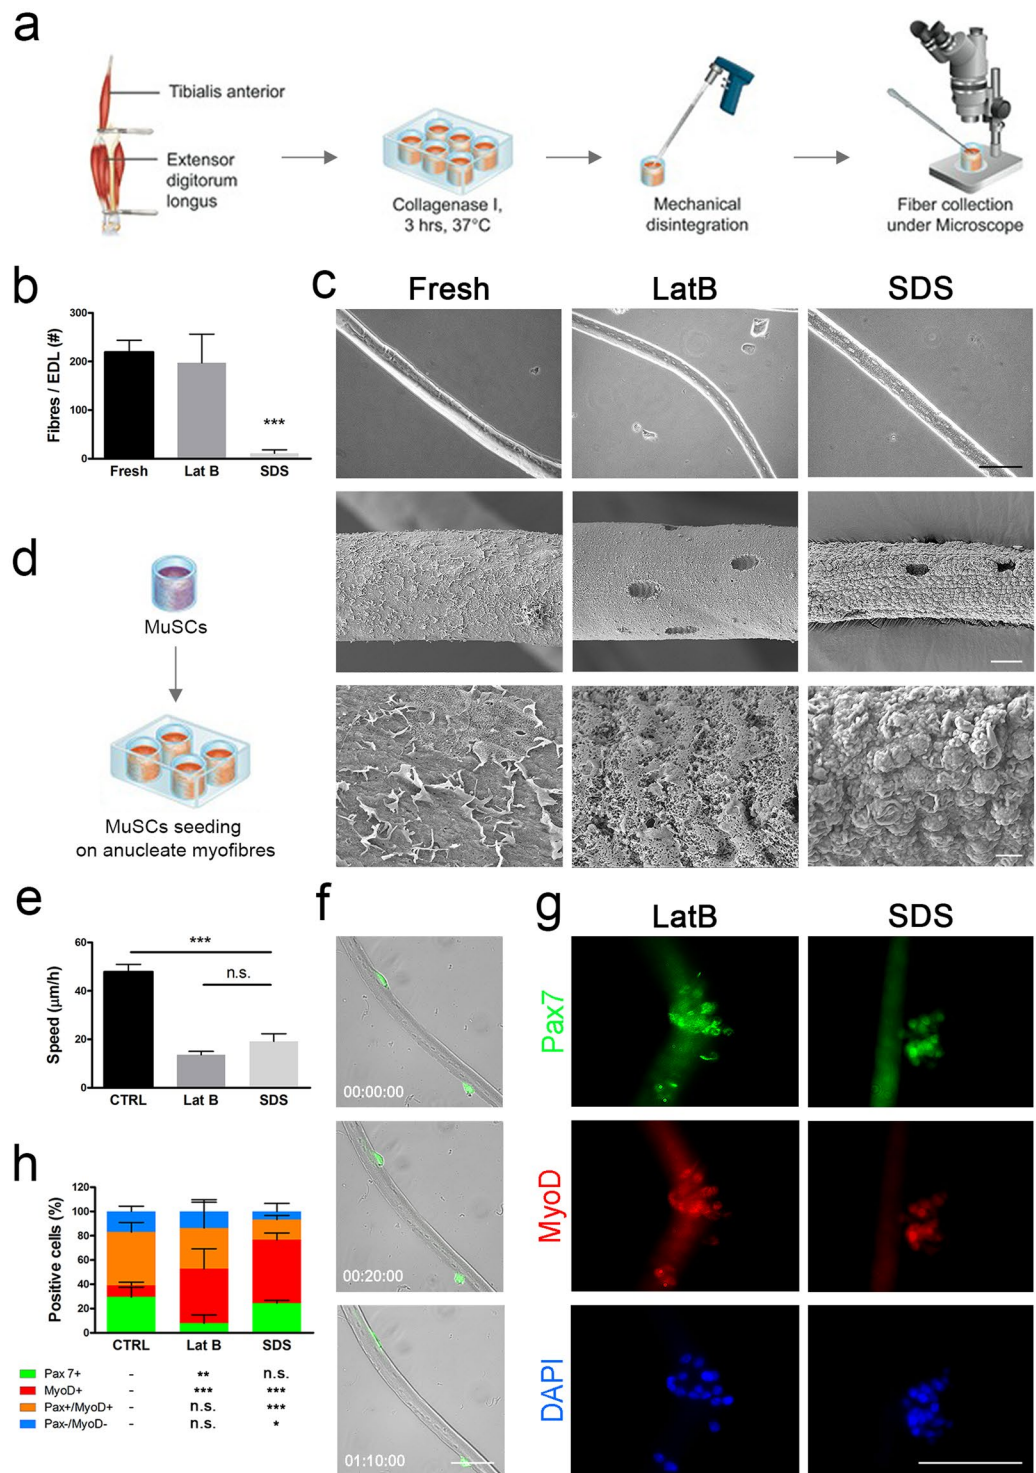 a
Tibialis anterior
Extensor
digitorum
longus
Collagenase I,
3 hrs, 37°C
Mechanical
disintegration
Fiber collection
under Microscope
b
Fibres / EDL (#)
300
200
100
0
***
Fresh
Lat B
SDS
c
Fresh
LatB
SDS
d
MuSCs
MuSCs seeding
on anucleate myofibres
e
Speed (µm/h)
60
40
20
0
***
n.s.
CTRL
Lat B
SDS
f
00:00:00
00:20:00
01:10:00
g
LatB
SDS
Pax7
MyoD
DAPI
h
Positive cells (%)
120
100
80
60
40
20
0
CTRL
Lat B
SDS
Pax 7+ - ** n.s.
MyoD+ - *** ***
Pax+/MyoD+ - n.s. ***
Pax-/MyoD- - n.s. *